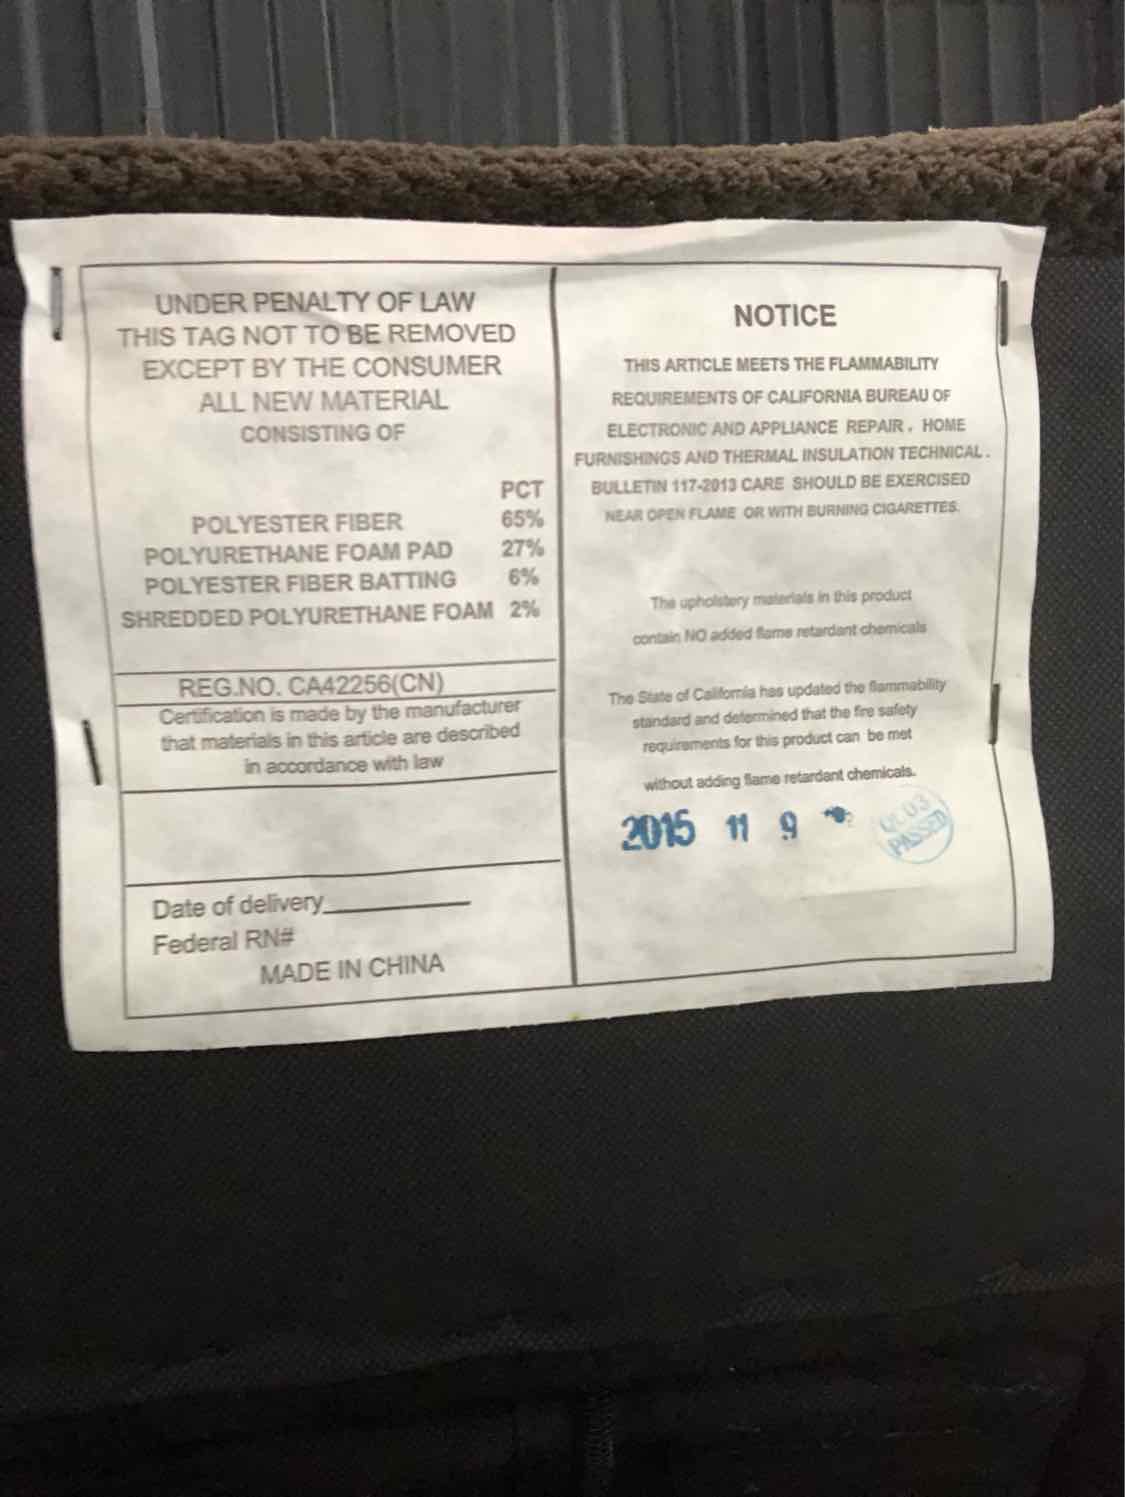 UNDER PENALTY OF LAW
THIS TAG NOT TO BE REMOVED
EXCEPT BY THE CONSUMER
ALL NEW MATERIAL
CONSISTING OF
PCT
POLYESTER FIBER 65%
POLYURETHANE FOAM PAD 27%
POLYESTER FIBER BATTING 6%
SHREDDED POLYURETHANE FOAM 2%
REG.NO. CA42256(CN)
Certification is made by the manufacturer
that materials in this article are described
in accordance with law
Date of delivery
Federal RN#
MADE IN CHINA
NOTICE
THIS ARTICLE MEETS THE FLAMMABILITY
REQUIREMENTS OF CALIFORNIA BUREAU OF
ELECTRONIC AND APPLIANCE REPAIR , HOME
FURNISHINGS AND THERMAL INSULATION TECHNICAL .
BULLETIN 117-2013 CARE SHOULD BE EXERCISED
NEAR OPEN FLAME OR WITH BURNING CIGARETTES.
The upholstery materials in this product
contain NO added flame retardant chemicals
The State of California has updated the flammability
standard and determined that the fire safety
requirements for this product can be met
without adding flame retardant chemicals.
2015 11 9
PASSED